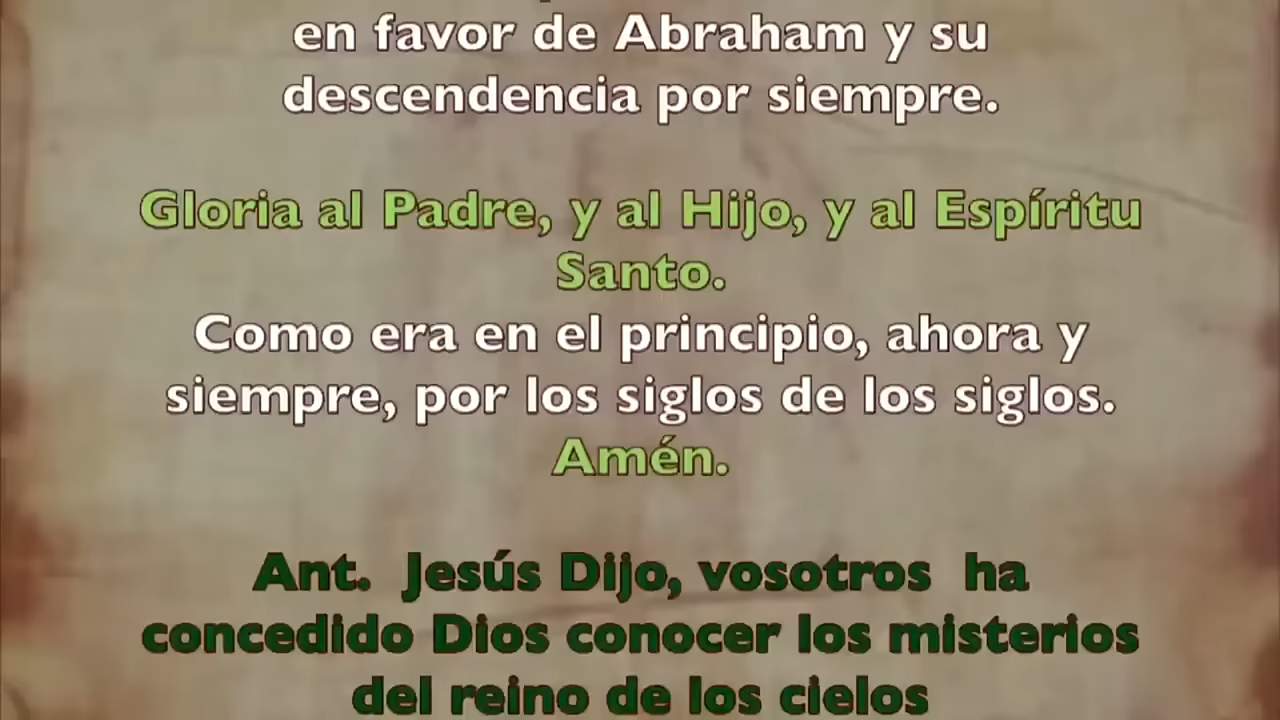 en favor de Abraham y su
descendencia por siempre.
Gloria al Padre, y al Hijo, y al Espíritu
Santo.
Como era en el principio, ahora y
siempre, por los siglos de los siglos.
Amén.
Ant. Jesús Dijo, vosotros ha
concedido Dios conocer los misterios
del reino de los cielos